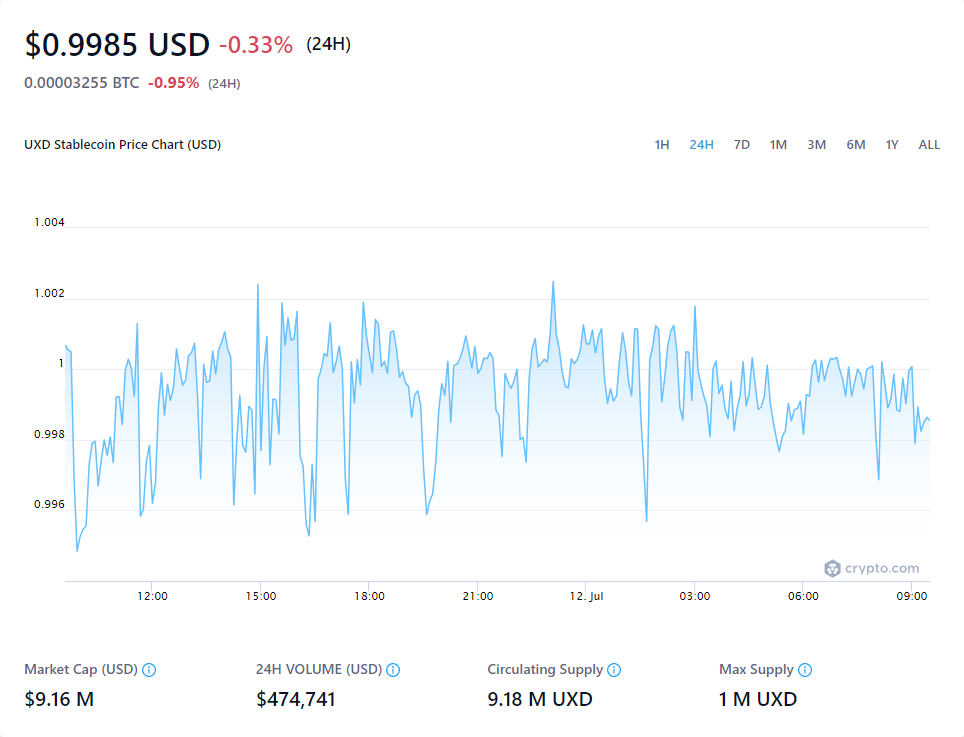 $0.9985 USD -0.33% (24H)
0.00003255 BTC -0.95% (24H)
UXD Stablecoin Price Chart (USD) 1H 24H 7D 1M 3M 6M 1Y ALL
1.004
1.002
1
0.998
0.996
crypto.com
12:00 15:00 18:00 21:00 12. Jul 03:00 06:00 09:00
Market Cap (USD) 24H VOLUME (USD) Circulating Supply Max Supply
$9.16 M $474,741 9.18 M UXD 1 M UXD